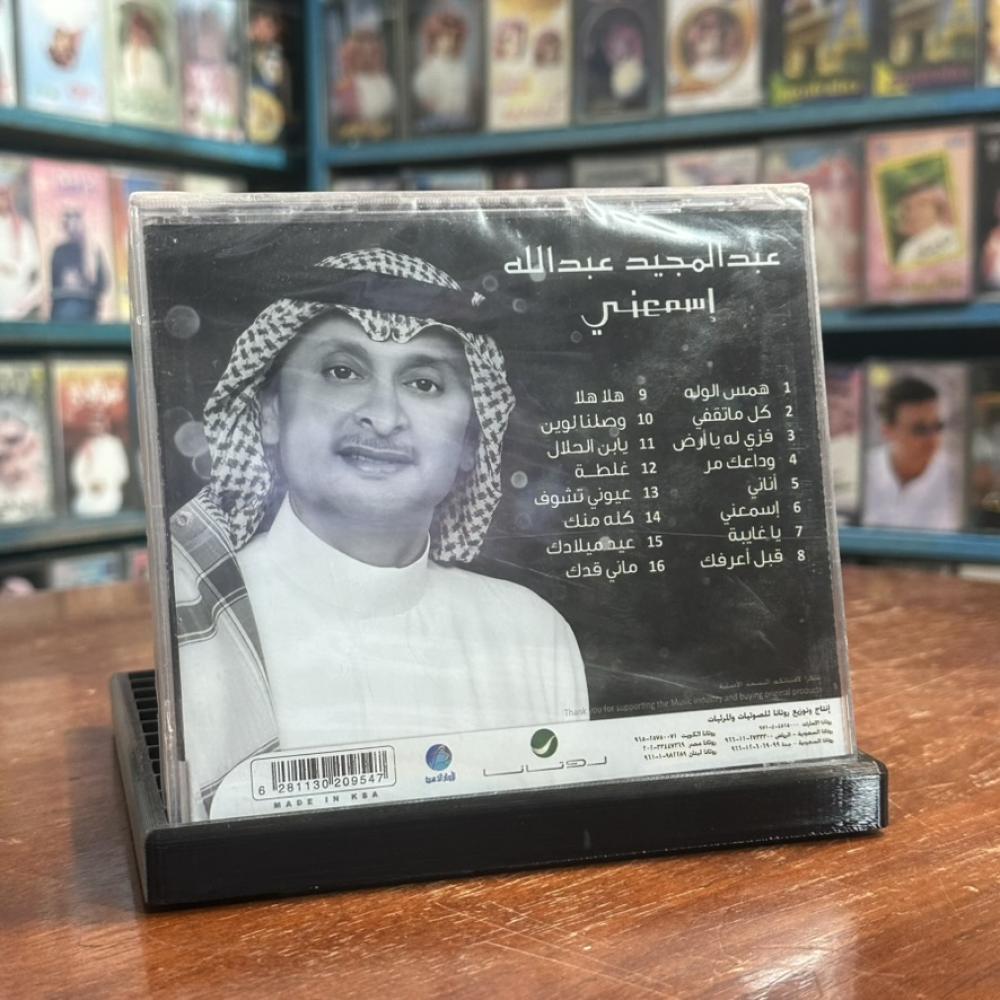 عبدالمجيد عبدالله
إسمعني
1 همس الوله
2 كل ماتقفي
3 فزي له يا أرض
4 وداعك مر
5 أناني
6 إسمعني
7 يا غايبة
8 قبل أعرفك
9 هلا هلا
10 وصلنا لوين
11 يابن الحلال
12 غلطة
13 عيوني تشوف
14 كله منك
15 عيد ميلادك
16 ماني قدك
Thank you for supporting the Music industry and buying original products
إنتاج وتوزيع روتانا للصوتيات والمرئيات
روتانا
6 281130 209547
MADE IN KSA